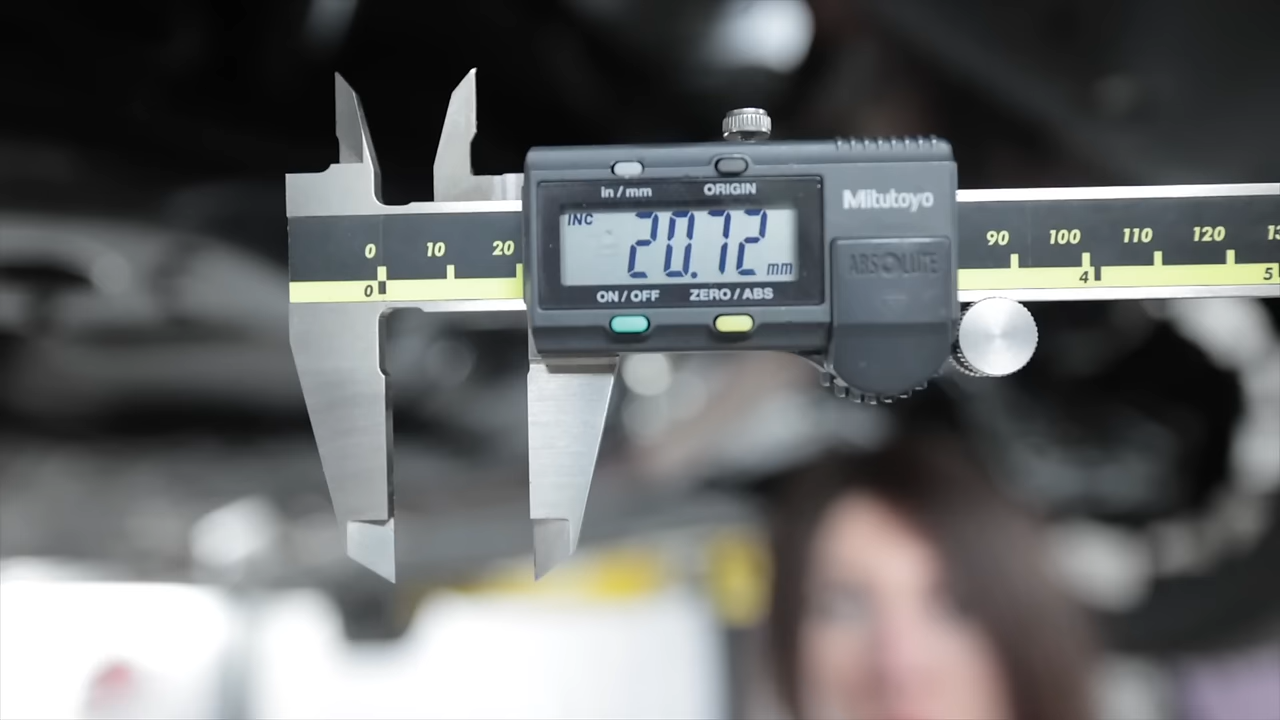 in/mm ORIGIN
Mitutoyo
INC 20.72 mm
ABSOLUTE
ON/OFF ZERO/ABS
0 10 20 90 100 110 120
0 4 5